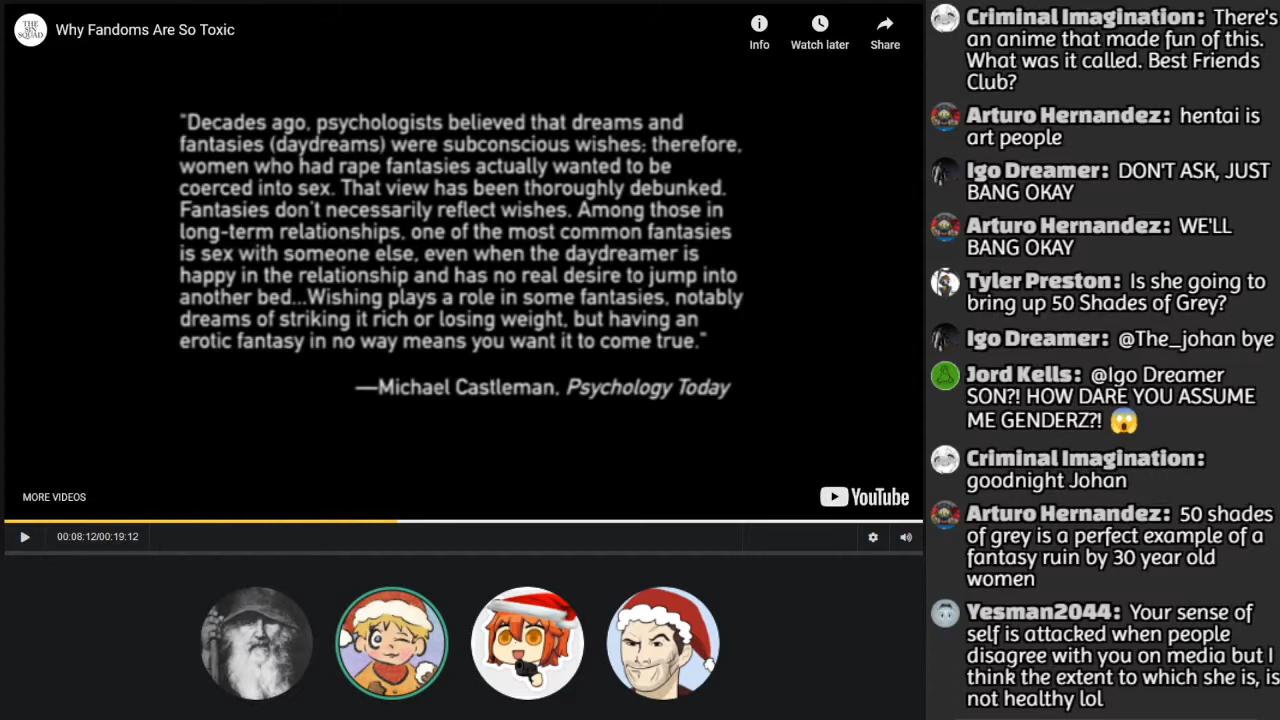 THE
SIN
SQUAD
Why Fandoms Are So Toxic
Info
Watch later
Share
"Decades ago, psychologists believed that dreams and
fantasies (daydreams) were subconscious wishes; therefore,
women who had rape fantasies actually wanted to be
coerced into sex. That view has been thoroughly debunked.
Fantasies don't necessarily reflect wishes. Among those in
long-term relationships, one of the most common fantasies
is sex with someone else, even when the daydreamer is
happy in the relationship and has no real desire to jump into
another bed...Wishing plays a role in some fantasies, notably
dreams of striking it rich or losing weight, but having an
erotic fantasy in no way means you want it to come true."
—Michael Castleman, Psychology Today
MORE VIDEOS
YouTube
00:08:12/00:19:12
Criminal Imagination: There's
an anime that made fun of this.
What was it called. Best Friends
Club?
Arturo Hernandez: hentai is
art people
Igo Dreamer: DON'T ASK, JUST
BANG OKAY
Arturo Hernandez: WE'LL
BANG OKAY
Tyler Preston: Is she going to
bring up 50 Shades of Grey?
Igo Dreamer: @The_johan bye
Jord Kells: @Igo Dreamer
SON?! HOW DARE YOU ASSUME
ME GENDERZ?! 😱
Criminal Imagination:
goodnight Johan
Arturo Hernandez: 50 shades
of grey is a perfect example of a
fantasy ruin by 30 year old
women
Yesman2044: Your sense of
self is attacked when people
disagree with you on media but I
think the extent to which she is, is
not healthy lol